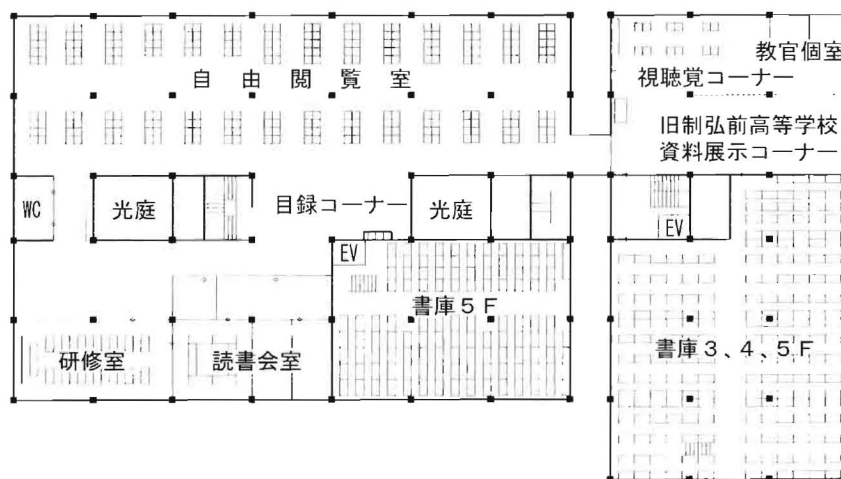 自由閲覧室
教官個室
視聴覚コーナー
旧制弘前高等学校
資料展示コーナー
WC
光庭
目録コーナー
光庭
EV
EV
書庫5F
研修室
読書会室
書庫3、4、5F